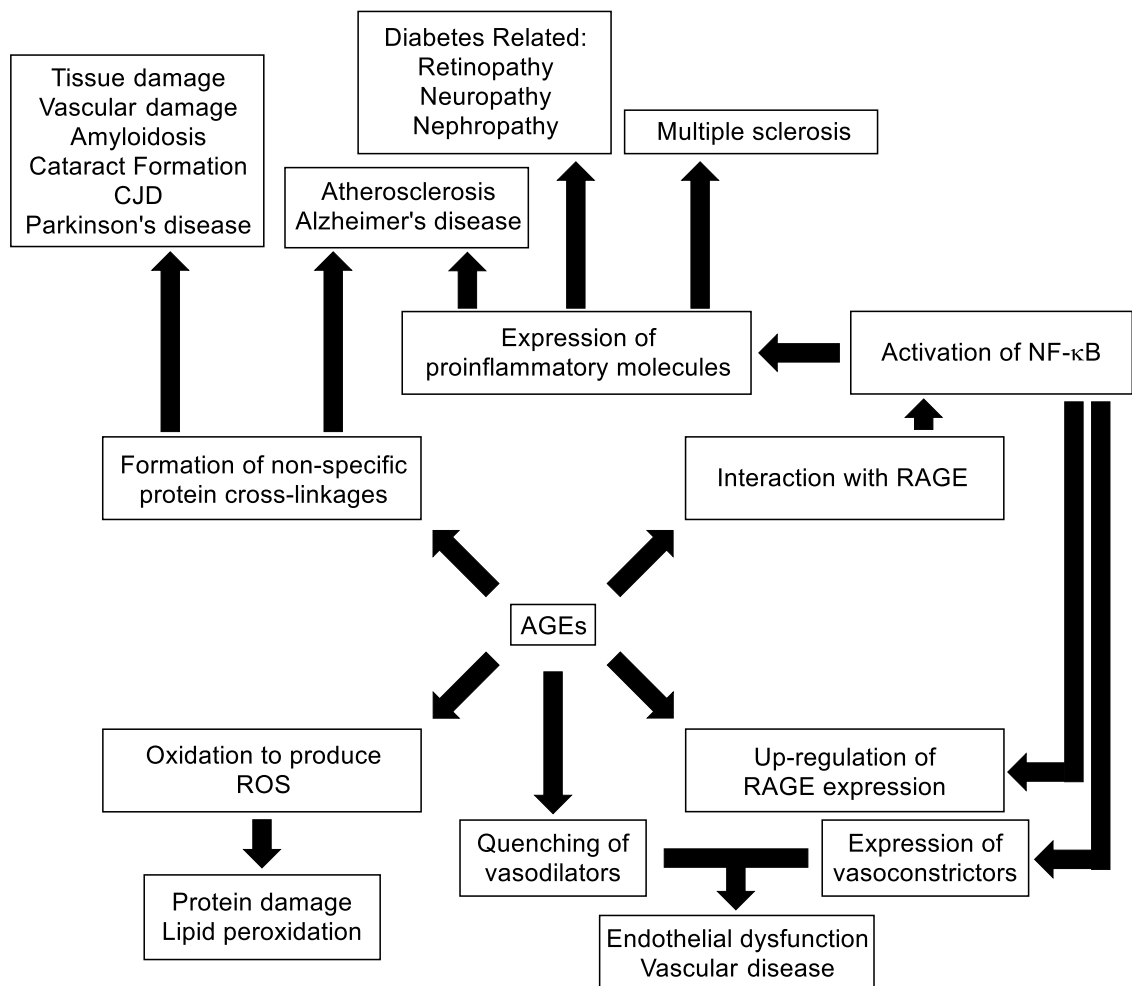 Diabetes Related:
Retinopathy
Neuropathy
Nephropathy
Tissue damage
Vascular damage
Amyloidosis
Cataract Formation
CJD
Parkinson's disease
Multiple sclerosis
Atherosclerosis
Alzheimer's disease
Expression of
proinflammatory molecules
Activation of NF-κB
Formation of non-specific
protein cross-linkages
Interaction with RAGE
AGEs
Oxidation to produce
ROS
Up-regulation of
RAGE expression
Quenching of
vasodilators
Expression of
vasoconstrictors
Protein damage
Lipid peroxidation
Endothelial dysfunction
Vascular disease